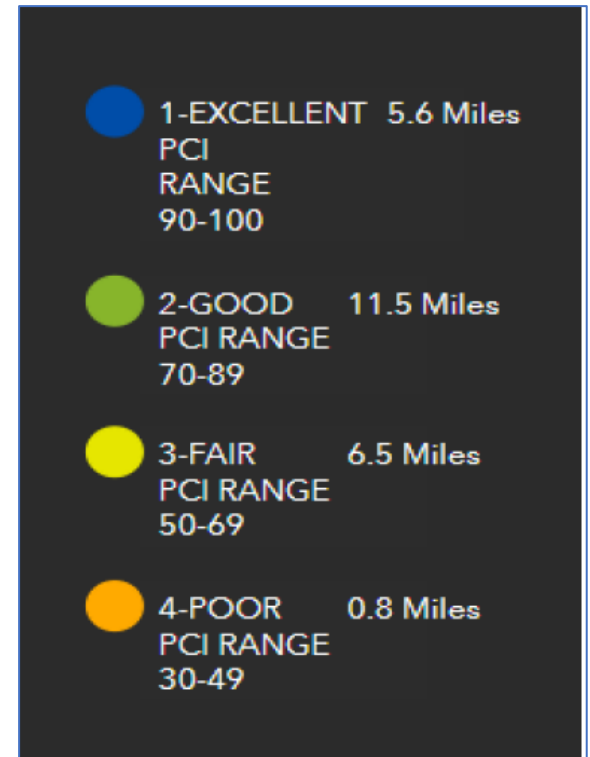 1-EXCELLENT 5.6 Miles
PCI
RANGE
90-100
2-GOOD 11.5 Miles
PCI RANGE
70-89
3-FAIR 6.5 Miles
PCI RANGE
50-69
4-POOR 0.8 Miles
PCI RANGE
30-49